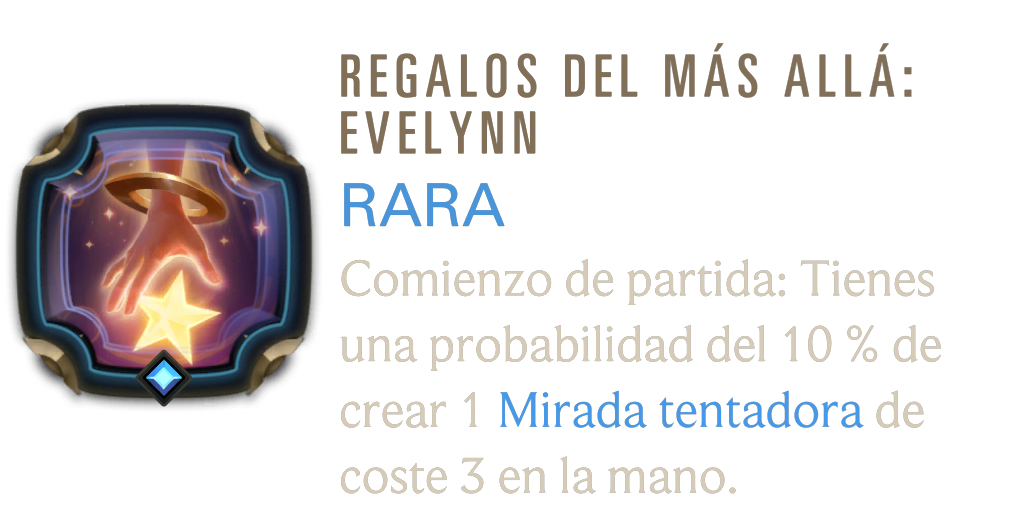 REGALOS DEL MÁS ALLÁ:
EVELYNN
RARA
Comienzo de partida: Tienes
una probabilidad del 10 % de
crear 1 Mirada tentadora de
coste 3 en la mano.